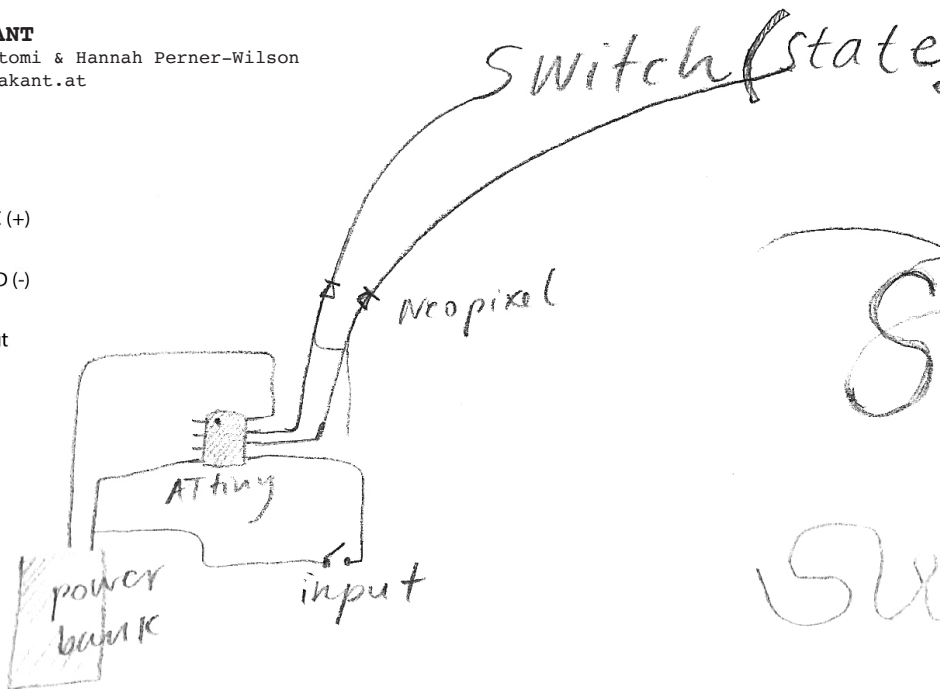 ANT
tomi & Hannah Perner-Wilson
akant.at
Switch (state
(+)
(-)
Neopixel
ATtiny
input
power
bank